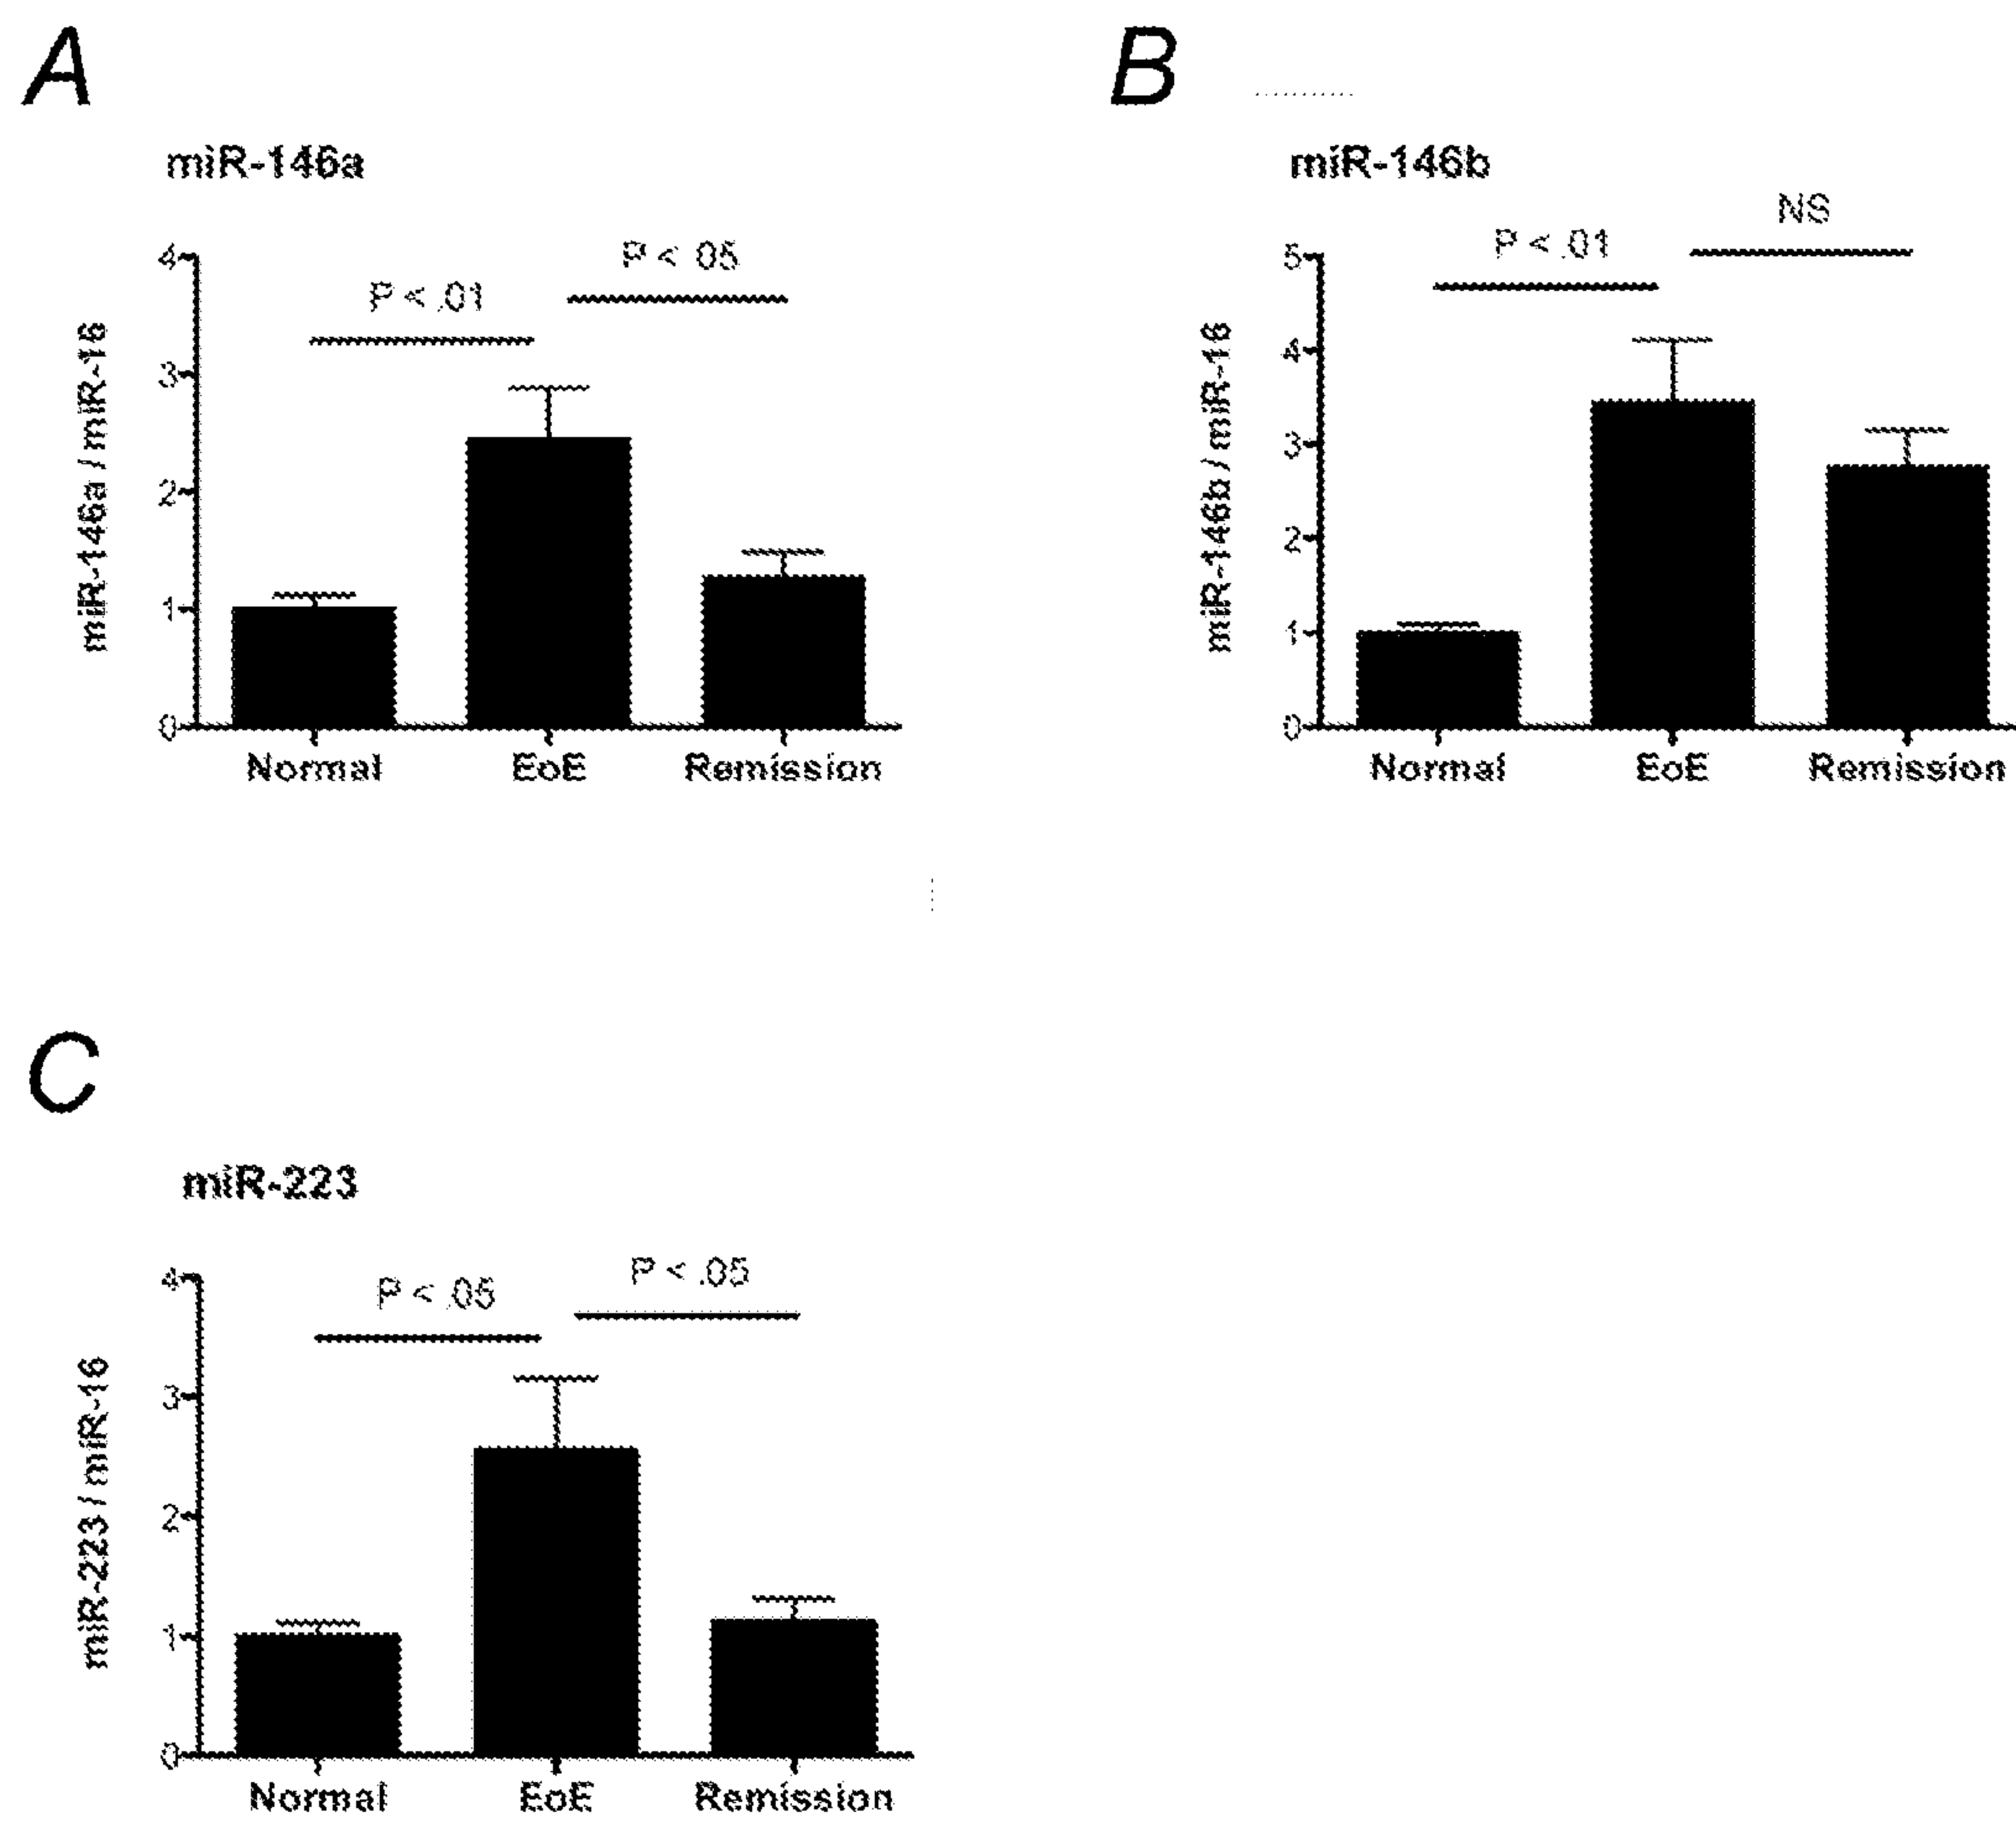 A
miR-146a
P < .05
P < .01
miR-146a / miR-16
4
3
2
1
0
Normal EoE Remission
B
miR-146b
NS
P < .01
miR-146b / miR-16
5
4
3
2
1
0
Normal EoE Remission
C
miR-223
P < .05
P < .05
miR-223 / miR-16
4
3
2
1
0
Normal EoE Remission